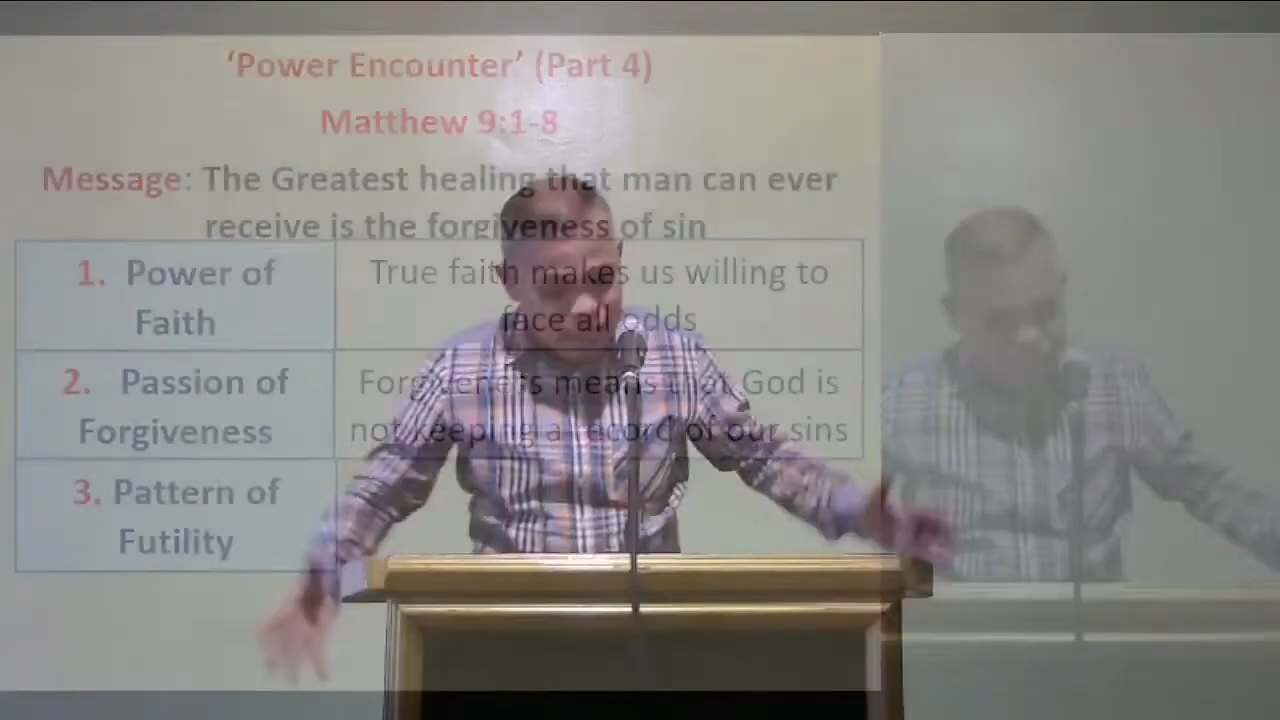 ‘Power Encounter’ (Part 4)
Matthew 9:1-8
Message: The Greatest healing that man can ever
receive is the forgiveness of sin
1. Power of
Faith
True faith makes us willing to
face all odds
2. Passion of
Forgiveness
Forgiveness means that God is
not keeping a record of our sins
3. Pattern of
Futility